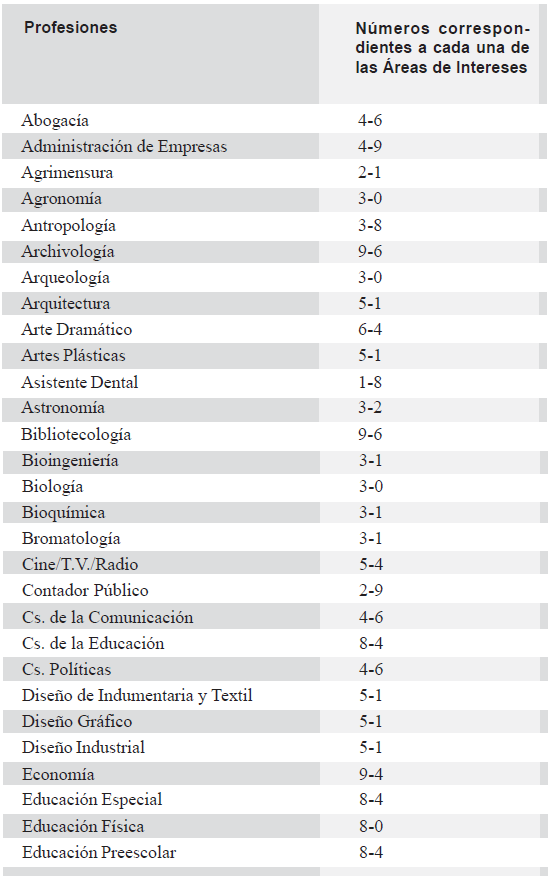 Profesiones
Números correspon-
dientes a cada una de
las Áreas de Intereses
Abogacía 4-6
Administración de Empresas 4-9
Agrimensura 2-1
Agronomía 3-0
Antropología 3-8
Archivología 9-6
Arqueología 3-0
Arquitectura 5-1
Arte Dramático 6-4
Artes Plásticas 5-1
Asistente Dental 1-8
Astronomía 3-2
Bibliotecología 9-6
Bioingeniería 3-1
Biología 3-0
Bioquímica 3-1
Bromatología 3-1
Cine/T.V./Radio 5-4
Contador Público 2-9
Cs. de la Comunicación 4-6
Cs. de la Educación 8-4
Cs. Políticas 4-6
Diseño de Indumentaria y Textil 5-1
Diseño Gráfico 5-1
Diseño Industrial 5-1
Economía 9-4
Educación Especial 8-4
Educación Física 8-0
Educación Preescolar 8-4